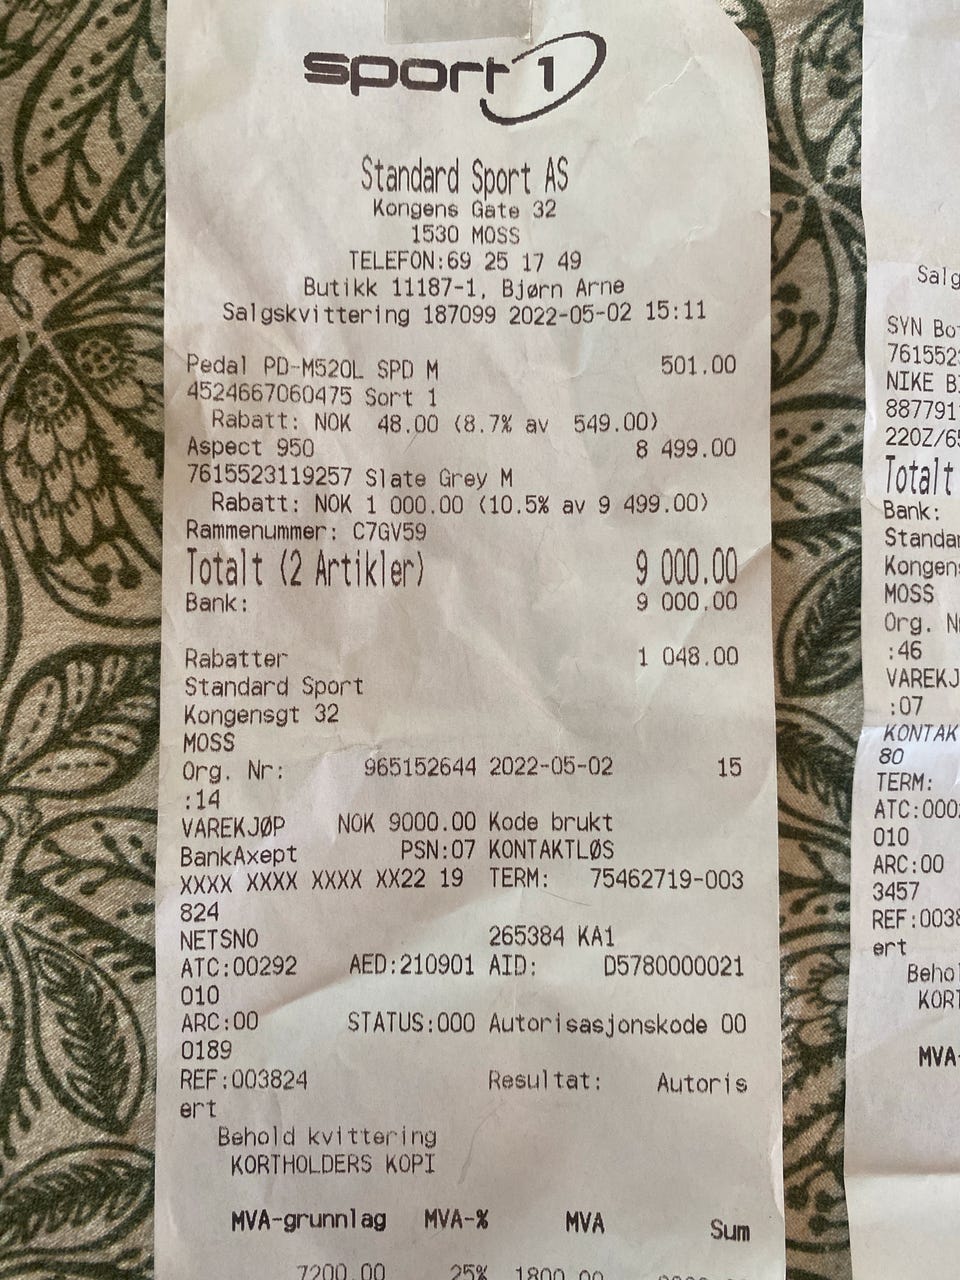 sport 1
Standard Sport AS
Kongens Gate 32
1530 MOSS
TELEFON:69 25 17 49
Butikk 11187-1, Bjørn Arne
Salgskvittering 187099 2022-05-02 15:11
Pedal PD-M520L SPD M 501.00
4524667060475 Sort 1
Rabatt: NOK 48.00 (8.7% av 549.00)
Aspect 950 8 499.00
7615523119257 Slate Grey M
Rabatt: NOK 1 000.00 (10.5% av 9 499.00)
Rammenummer: C7GV59
Totalt (2 Artikler) 9 000.00
Bank: 9 000.00
Rabatter 1 048.00
Standard Sport
Kongensgt 32
MOSS
Org. Nr: 965152644 2022-05-02 15
:14
VAREKJØP NOK 9000.00 Kode brukt
BankAxept PSN:07 KONTAKTLØS
XXXX XXXX XXXX XX22 19 TERM: 75462719-003
824
NETSNO 265384 KA1
ATC:00292 AED:210901 AID: D5780000021
010
ARC:00 STATUS:000 Autorisasjonskode 00
0189
REF:003824 Resultat: Autoris
ert
Behold kvittering
KORTHOLDERS KOPI
MVA-grunnlag MVA-% MVA Sum
7200.00 25% 1800.00
Salg
SYN Bo
761552
NIKE B
887791
220Z/6
Totalt
Bank:
Standar
Kongens
MOSS
Org. N
:46
VAREKJ
:07
KONTAK
80
TERM:
ATC:000
010
ARC:00
3457
REF:0038
ert
Behol
KORT
MVA-